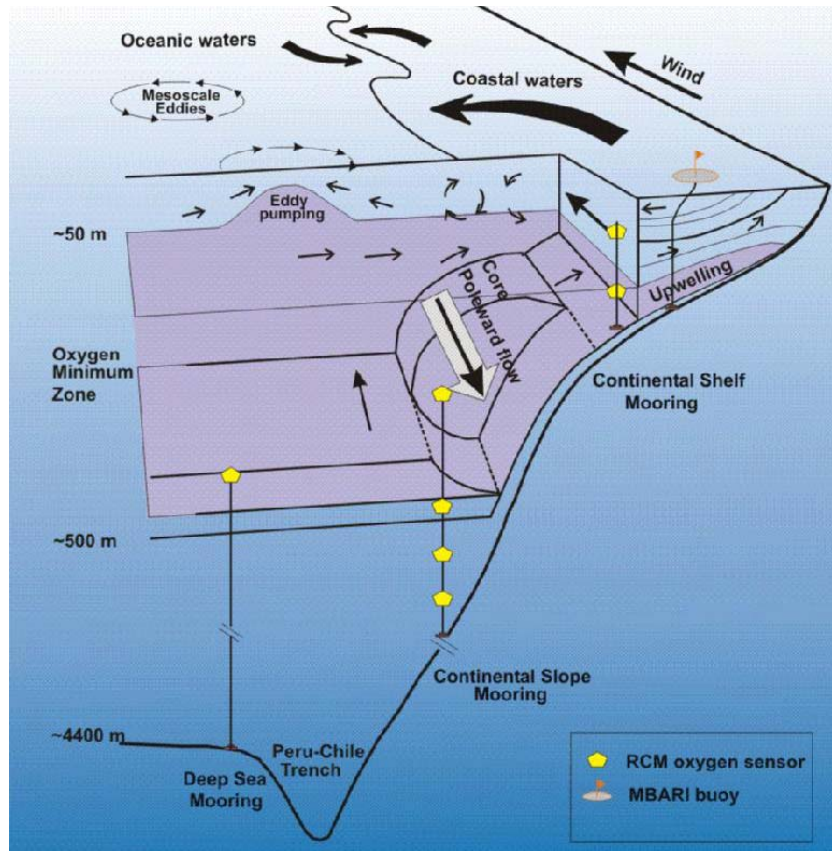 Oceanic waters
Wind
Coastal waters
Mesoscale
Eddies
Eddy
pumping
~50 m
Core
Poleward flow
Upwelling
Oxygen
Minimum
Zone
Continental Shelf
Mooring
~500 m
Continental Slope
Mooring
~4400 m
Peru-Chile
Trench
Deep Sea
Mooring
RCM oxygen sensor
MBARI buoy